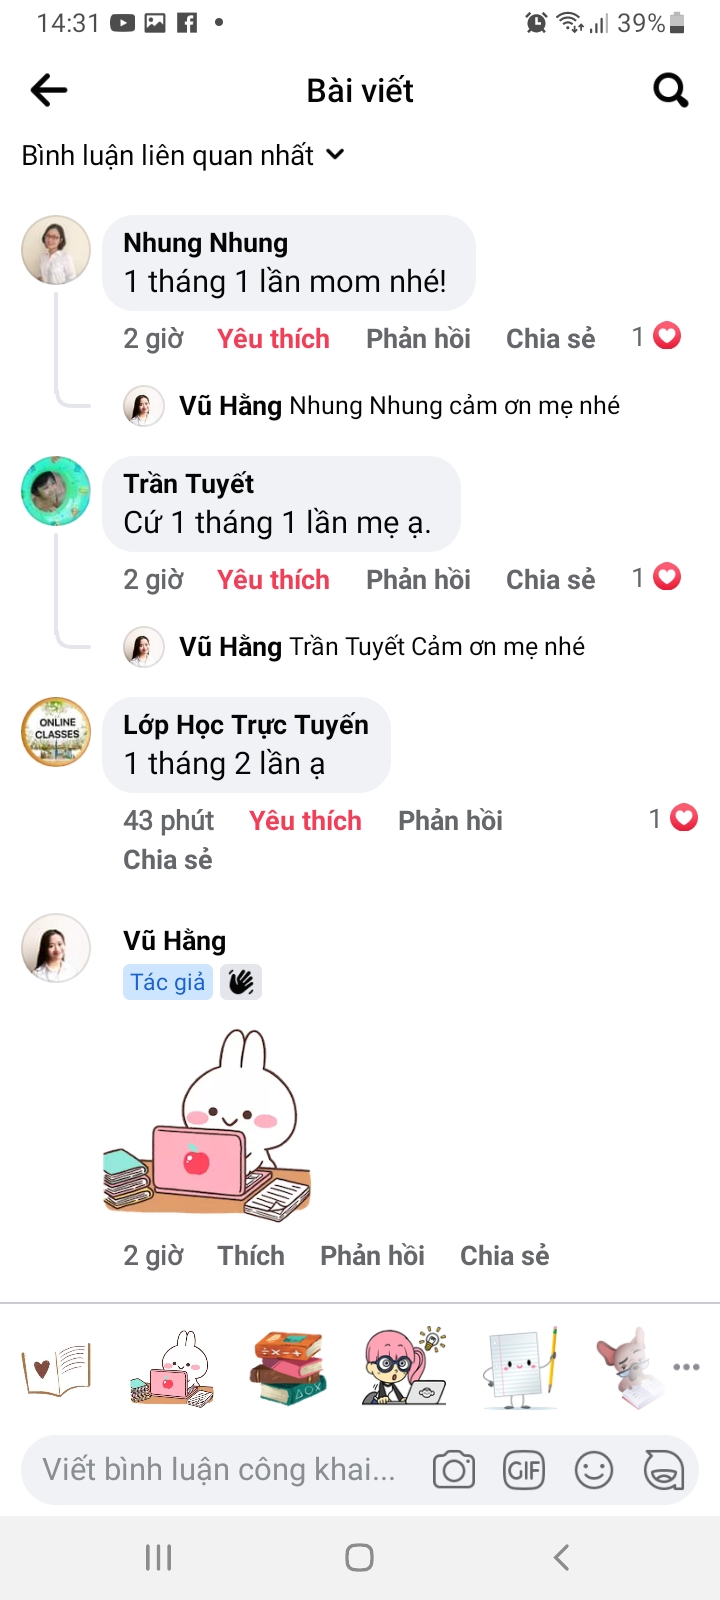 14:31
39%
Bài viết
Bình luận liên quan nhất
Nhung Nhung
1 tháng 1 lần mom nhé!
2 giờ Yêu thích Phản hồi Chia sẻ 1
Vũ Hằng Nhung Nhung cảm ơn mẹ nhé
Trần Tuyết
Cứ 1 tháng 1 lần mẹ ạ.
2 giờ Yêu thích Phản hồi Chia sẻ 1
Vũ Hằng Trần Tuyết Cảm ơn mẹ nhé
ONLINE
CLASSES
Lớp Học Trực Tuyến
1 tháng 2 lần ạ
43 phút Yêu thích Phản hồi 1
Chia sẻ
Vũ Hằng
Tác giả
2 giờ Thích Phản hồi Chia sẻ
Viết bình luận công khai...
GIF